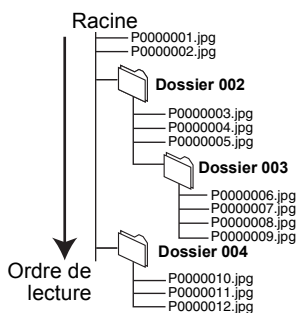 Racine
P0000001.jpg
P0000002.jpg
Dossier 002
P0000003.jpg
P0000004.jpg
P0000005.jpg
Dossier 003
P0000006.jpg
P0000007.jpg
P0000008.jpg
P0000009.jpg
Dossier 004
P0000010.jpg
P0000011.jpg
P0000012.jpg
Ordre de
lecture